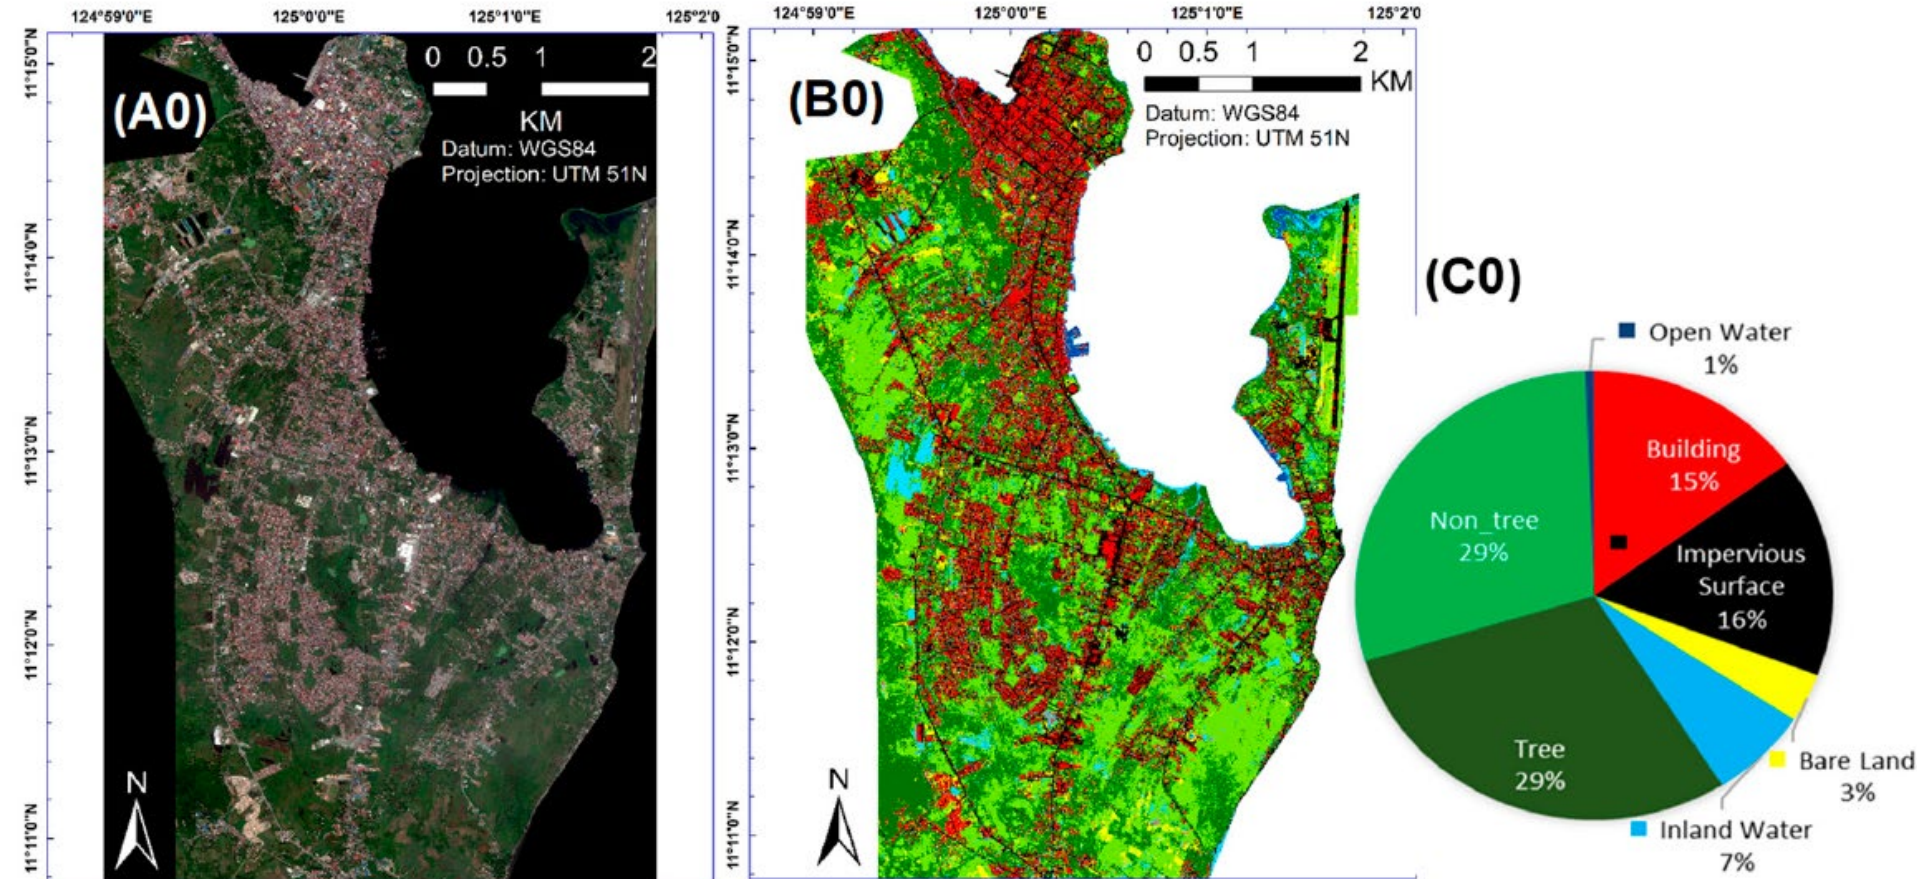 124°59'0"E 125°0'0"E 125°1'0"E 125°2'0
11°15'0"N
11°14'0"N
11°13'0"N
11°12'0"N
11°11'0"N
(A0)
0 0.5 1 2
KM
Datum: WGS84
Projection: UTM 51N
N
124°59'0"E 125°0'0"E 125°1'0"E 125°2'0
11°15'0"N
11°14'0"N
11°13'0"N
11°12'0"N
11°11'0"N
(B0)
0 0.5 1 2
KM
Datum: WGS84
Projection: UTM 51N
N
(C0)
Open Water
1%
Building
15%
Impervious
Surface
16%
Bare Land
3%
Inland Water
7%
Tree
29%
Non_tree
29%